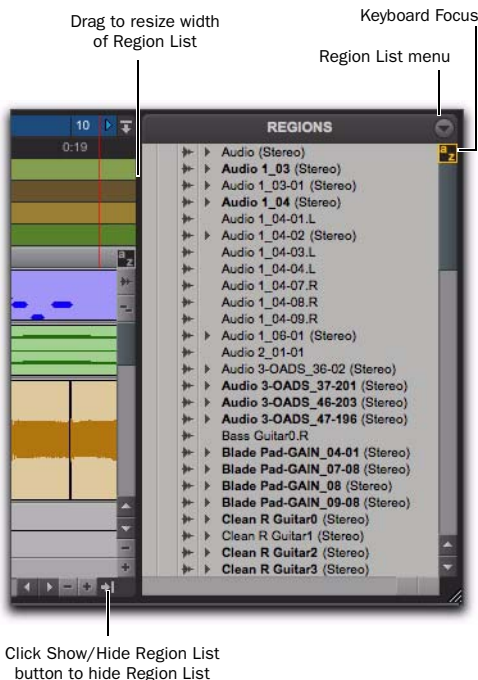 Drag to resize width
of Region List
Keyboard Focus
Region List menu
10
0:19
REGIONS
a
z
a
z
Audio (Stereo)
Audio 1_03 (Stereo)
Audio 1_03-01 (Stereo)
Audio 1_04 (Stereo)
Audio 1_04-01.L
Audio 1_04-02 (Stereo)
Audio 1_04-03.L
Audio 1_04-04.L
Audio 1_04-07.R
Audio 1_04-08.R
Audio 1_04-09.R
Audio 1_06-01 (Stereo)
Audio 2_01-01
Audio 3-OADS_36-02 (Stereo)
Audio 3-OADS_37-201 (Stereo)
Audio 3-OADS_46-203 (Stereo)
Audio 3-OADS_47-196 (Stereo)
Bass Guitar0.R
Blade Pad-GAIN_04-01 (Stereo)
Blade Pad-GAIN_07-08 (Stereo)
Blade Pad-GAIN_08 (Stereo)
Blade Pad-GAIN_09-08 (Stereo)
Clean R Guitar0 (Stereo)
Clean R Guitar1 (Stereo)
Clean R Guitar2 (Stereo)
Clean R Guitar3 (Stereo)
Click Show/Hide Region List
button to hide Region List